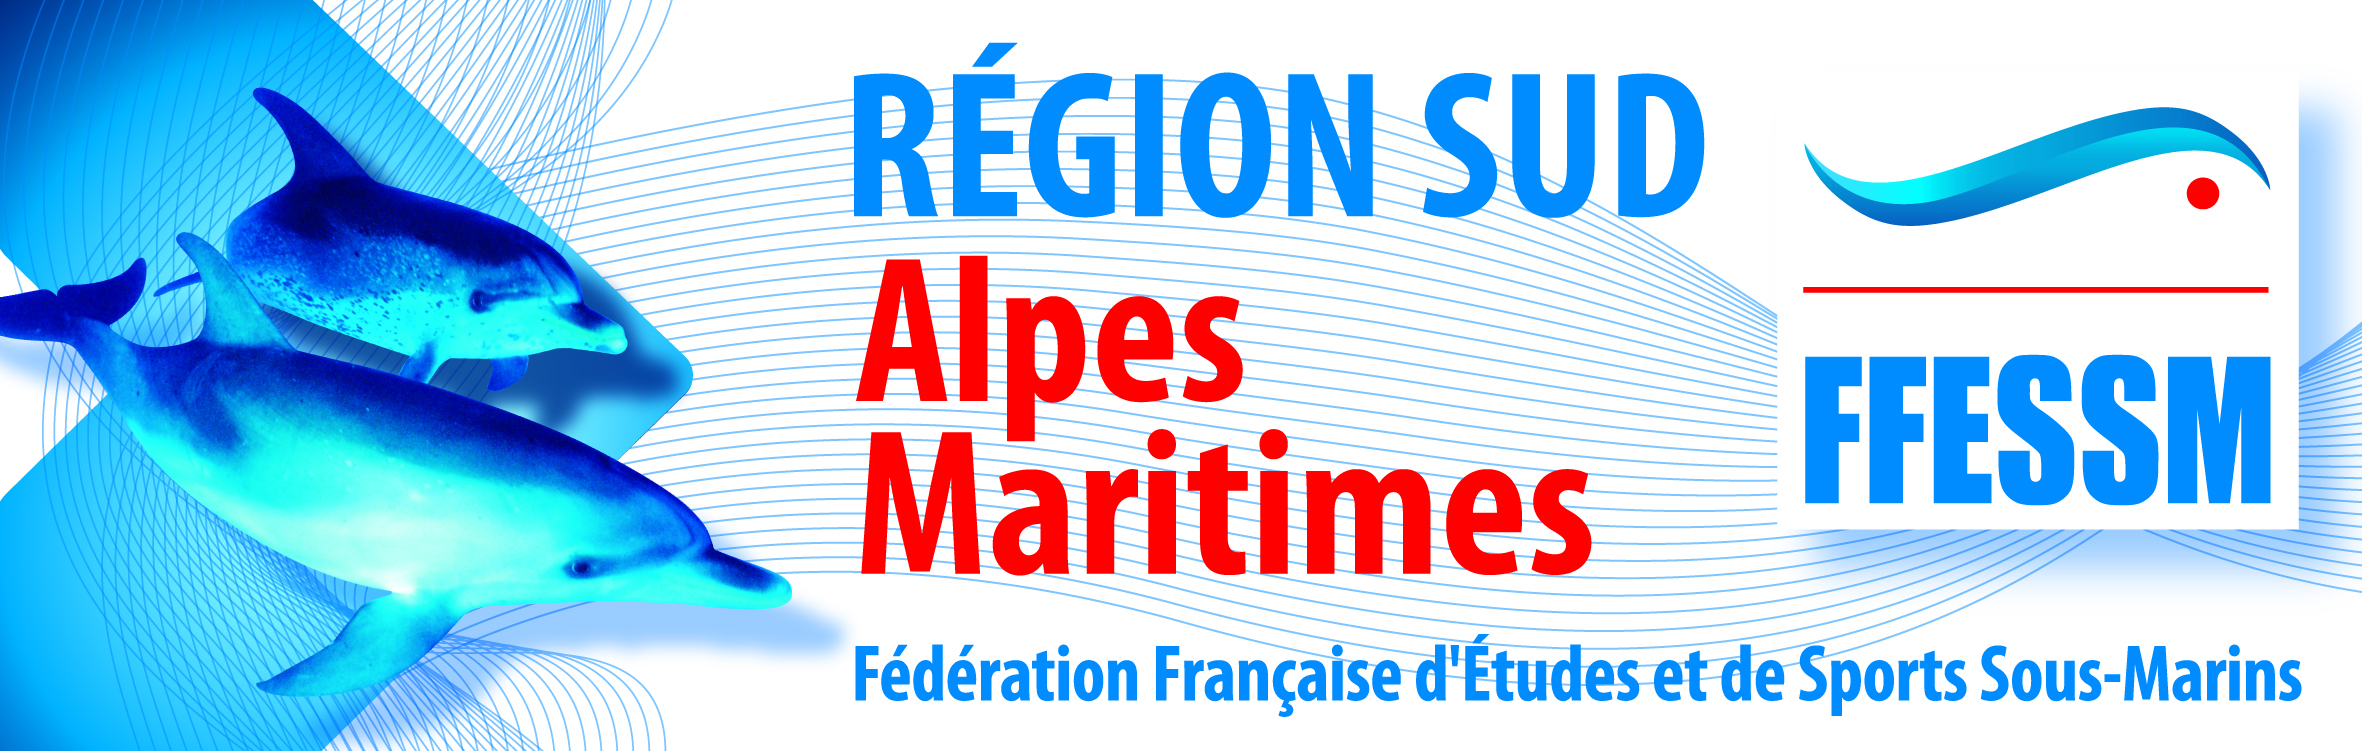 RÉGION SUD
Alpes
Maritimes
FFESSM
Fédération Française d'Études et de Sports Sous-Marins